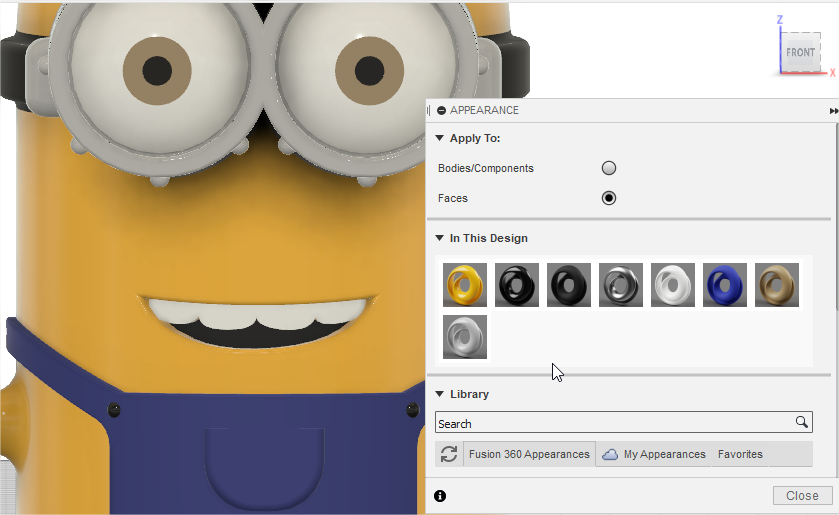 Z
FRONT
X
APPEARANCE
Apply To:
Bodies/Components
Faces
In This Design
Library
Search
Fusion 360 Appearances
My Appearances
Favorites
Close